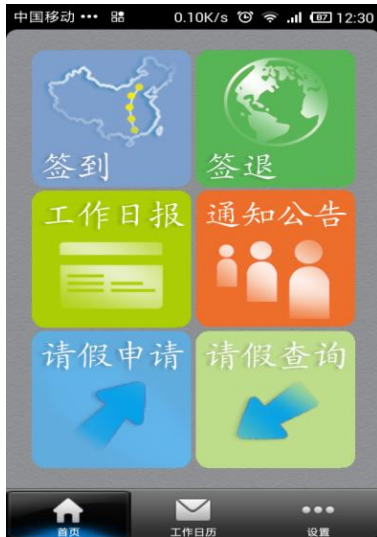 中国移动 ••• 0.10K/s 87 12:30
签到 签退
工作日报 通知公告
请假申请 请假查询
首页 工作日历 设置